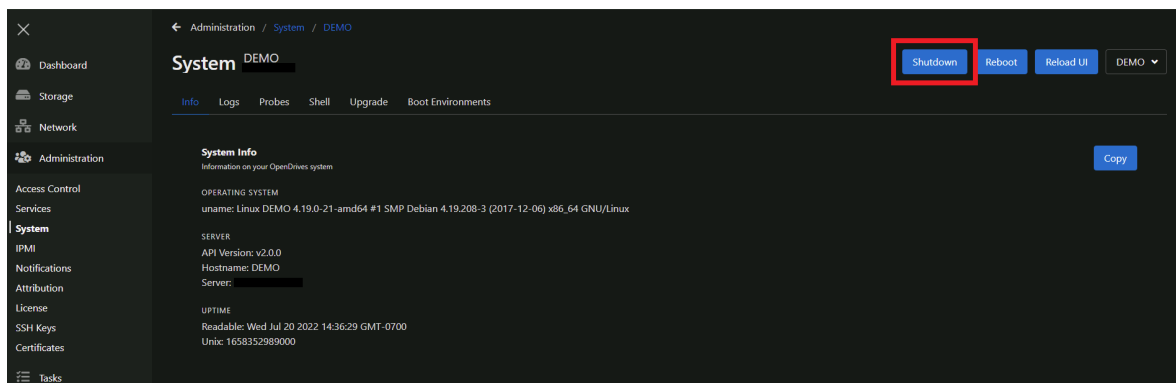 Administration / System / DEMO
System DEMO
Shutdown
Reboot
Reload UI
DEMO
Dashboard
Storage
Network
Administration
Access Control
Services
System
IPMI
Notifications
Attribution
License
SSH Keys
Certificates
Tasks
Info Logs Probes Shell Upgrade Boot Environments
System Info
Information on your OpenDrives system
Copy
OPERATING SYSTEM
uname: Linux DEMO 4.19.0-21-amd64 #1 SMP Debian 4.19.208-3 (2017-12-06) x86_64 GNU/Linux
SERVER
API Version: v2.0.0
Hostname: DEMO
Server:
UPTIME
Readable: Wed Jul 20 2022 14:36:29 GMT-0700
Unix: 1658352989000